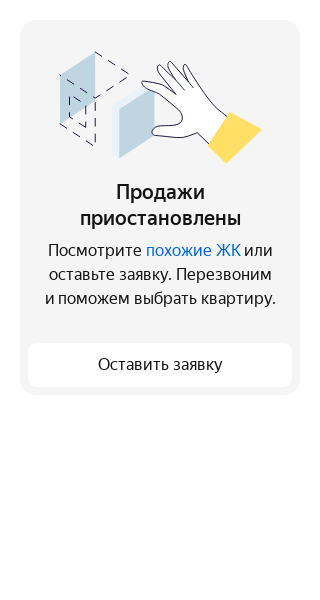 Продажи
приостановлены
Посмотрите похожие ЖК или
оставьте заявку. Перезвоним
и поможем выбрать квартиру.
Оставить заявку